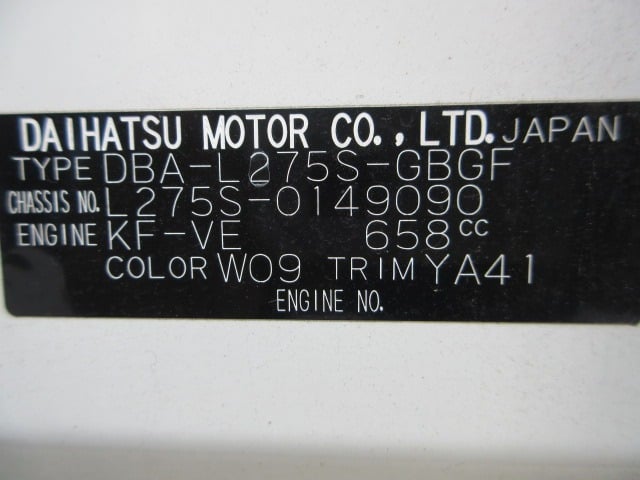 DAIHATSU MOTOR CO.,LTD. JAPAN
TYPE DBA-L275S-GBGF
CHASSIS NO. L275S-0149090
ENGINE KF-VE 658cc
COLOR W09 TRIM YA41
ENGINE NO.